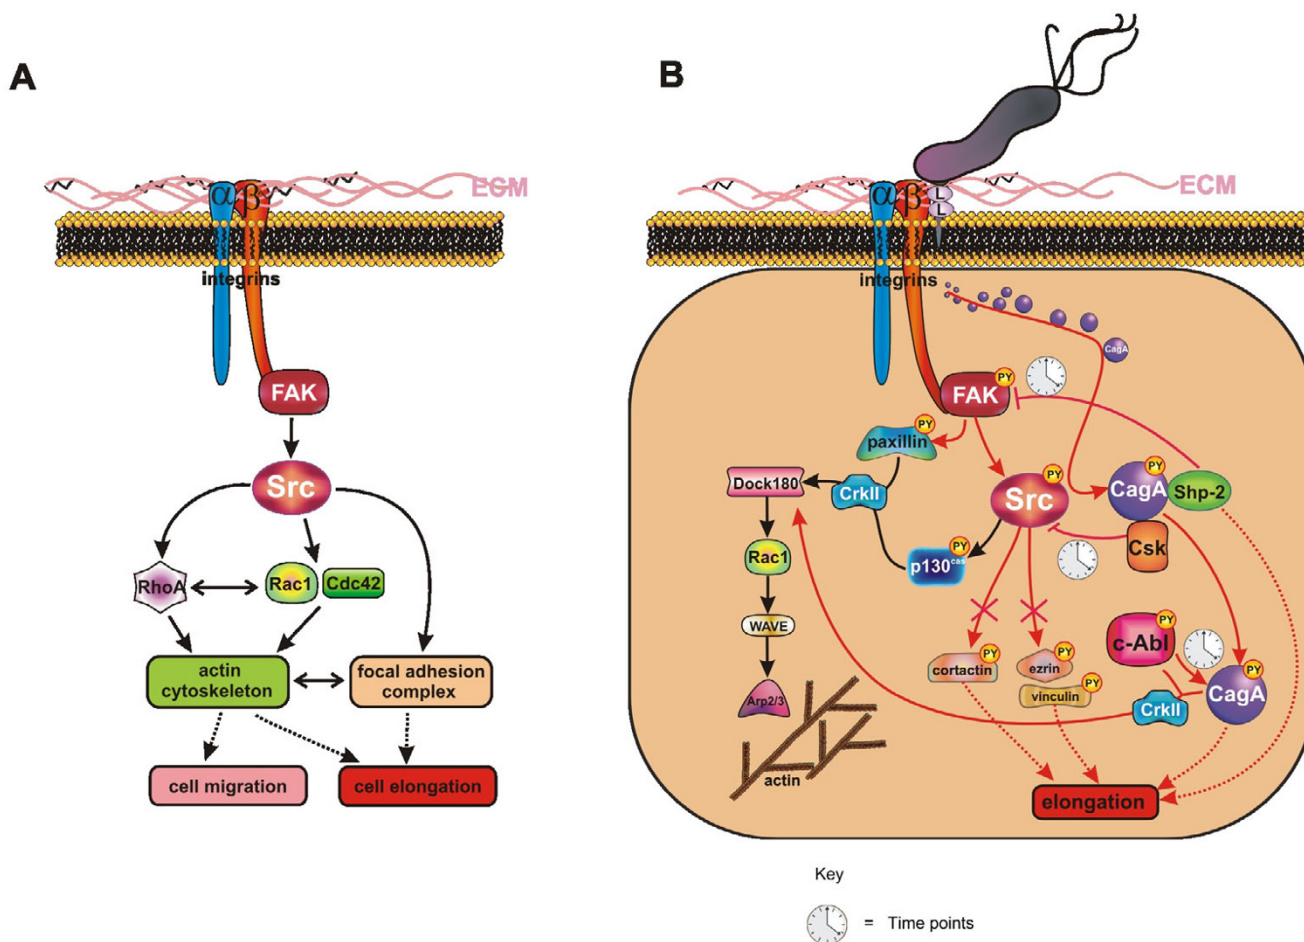 A
α
β
ECM
integrins
FAK
Src
RhoA
Rac1
Cdc42
actin
cytoskeleton
focal adhesion
complex
cell migration
cell elongation
B
α
β
L
L
ECM
integrins
CagA
PY
FAK
PY
paxillin
Dock180
CrkII
PY
Src
PY
CagA
Shp-2
Csk
PY
p130cas
Rac1
WAVE
Arp2/3
actin
PY
cortactin
PY
ezrin
PY
vinculin
PY
c-Abl
PY
CagA
CrkII
elongation
Key
= Time points